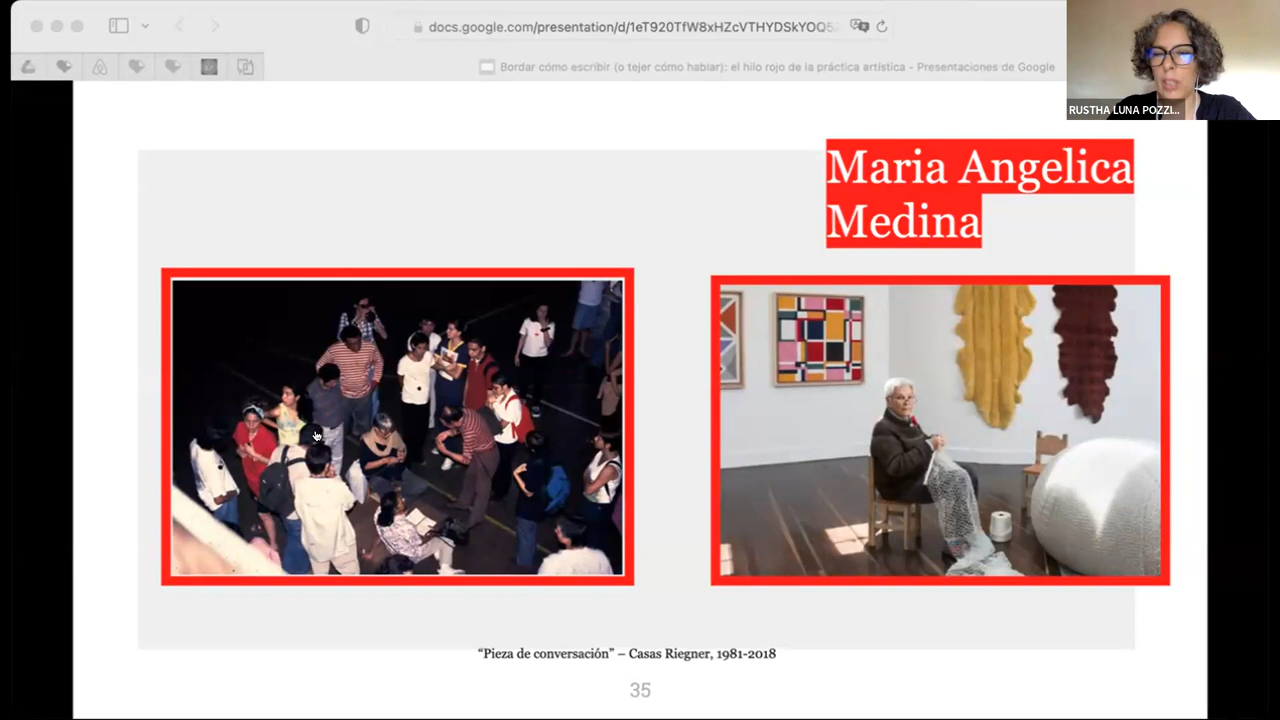 docs.google.com/presentation/d/1eT920TfW8xHZcVTHYDSkYOQ5
Bordar cómo escribir (o tejer cómo hablar): el hilo rojo de la práctica artística - Presentaciones de Google
RUSTHA LUNA POZZI...
Maria Angelica
Medina
“Pieza de conversación” – Casas Riegner, 1981-2018
35